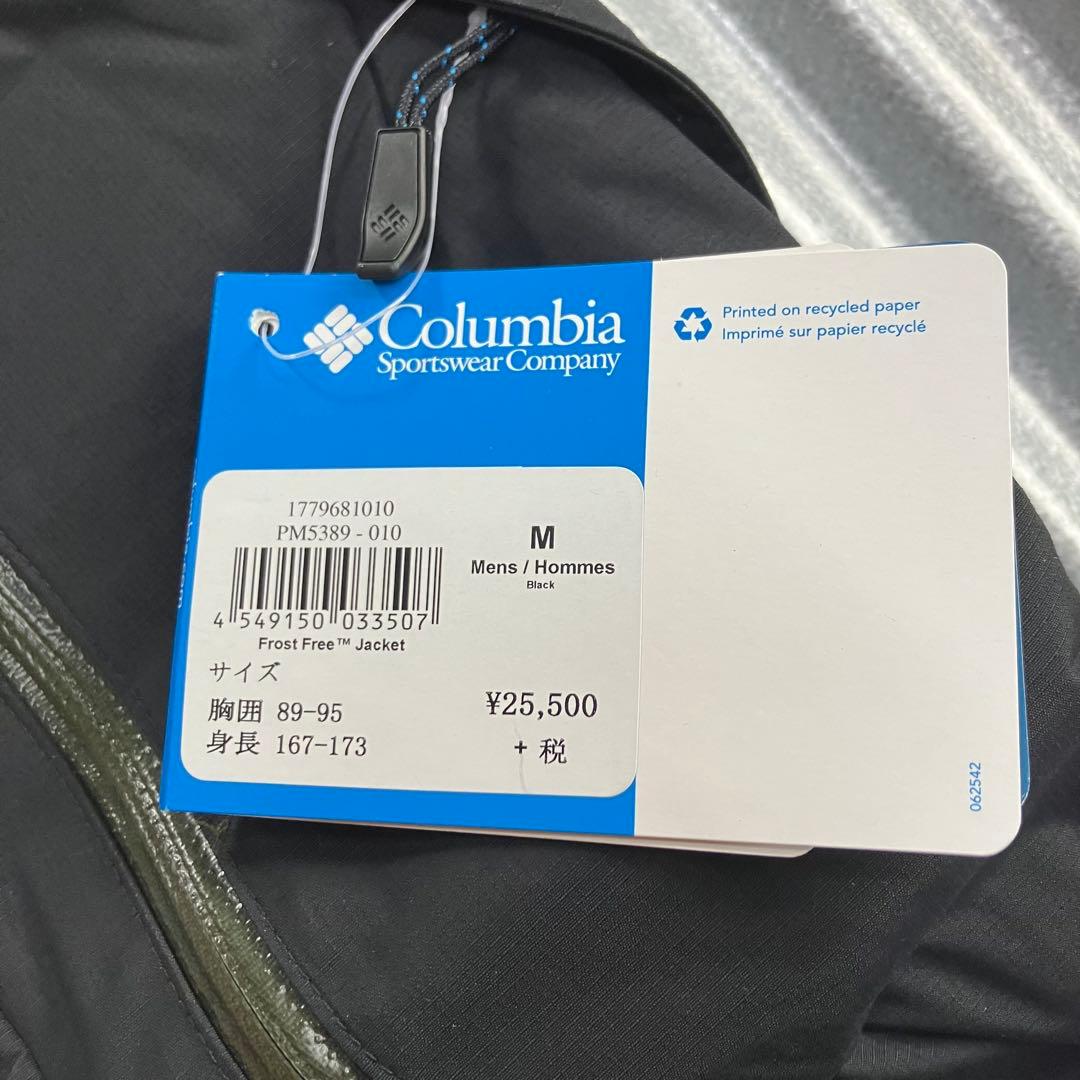 Columbia
Sportswear Company
Printed on recycled paper
Imprimé sur papier recyclé
1779681010
PM5389 - 010
4 549150 033507
Frost Free™ Jacket
M
Mens / Hommes
Black
サイズ
胸囲 89-95
身長 167-173
¥25,500
+ 税
062542